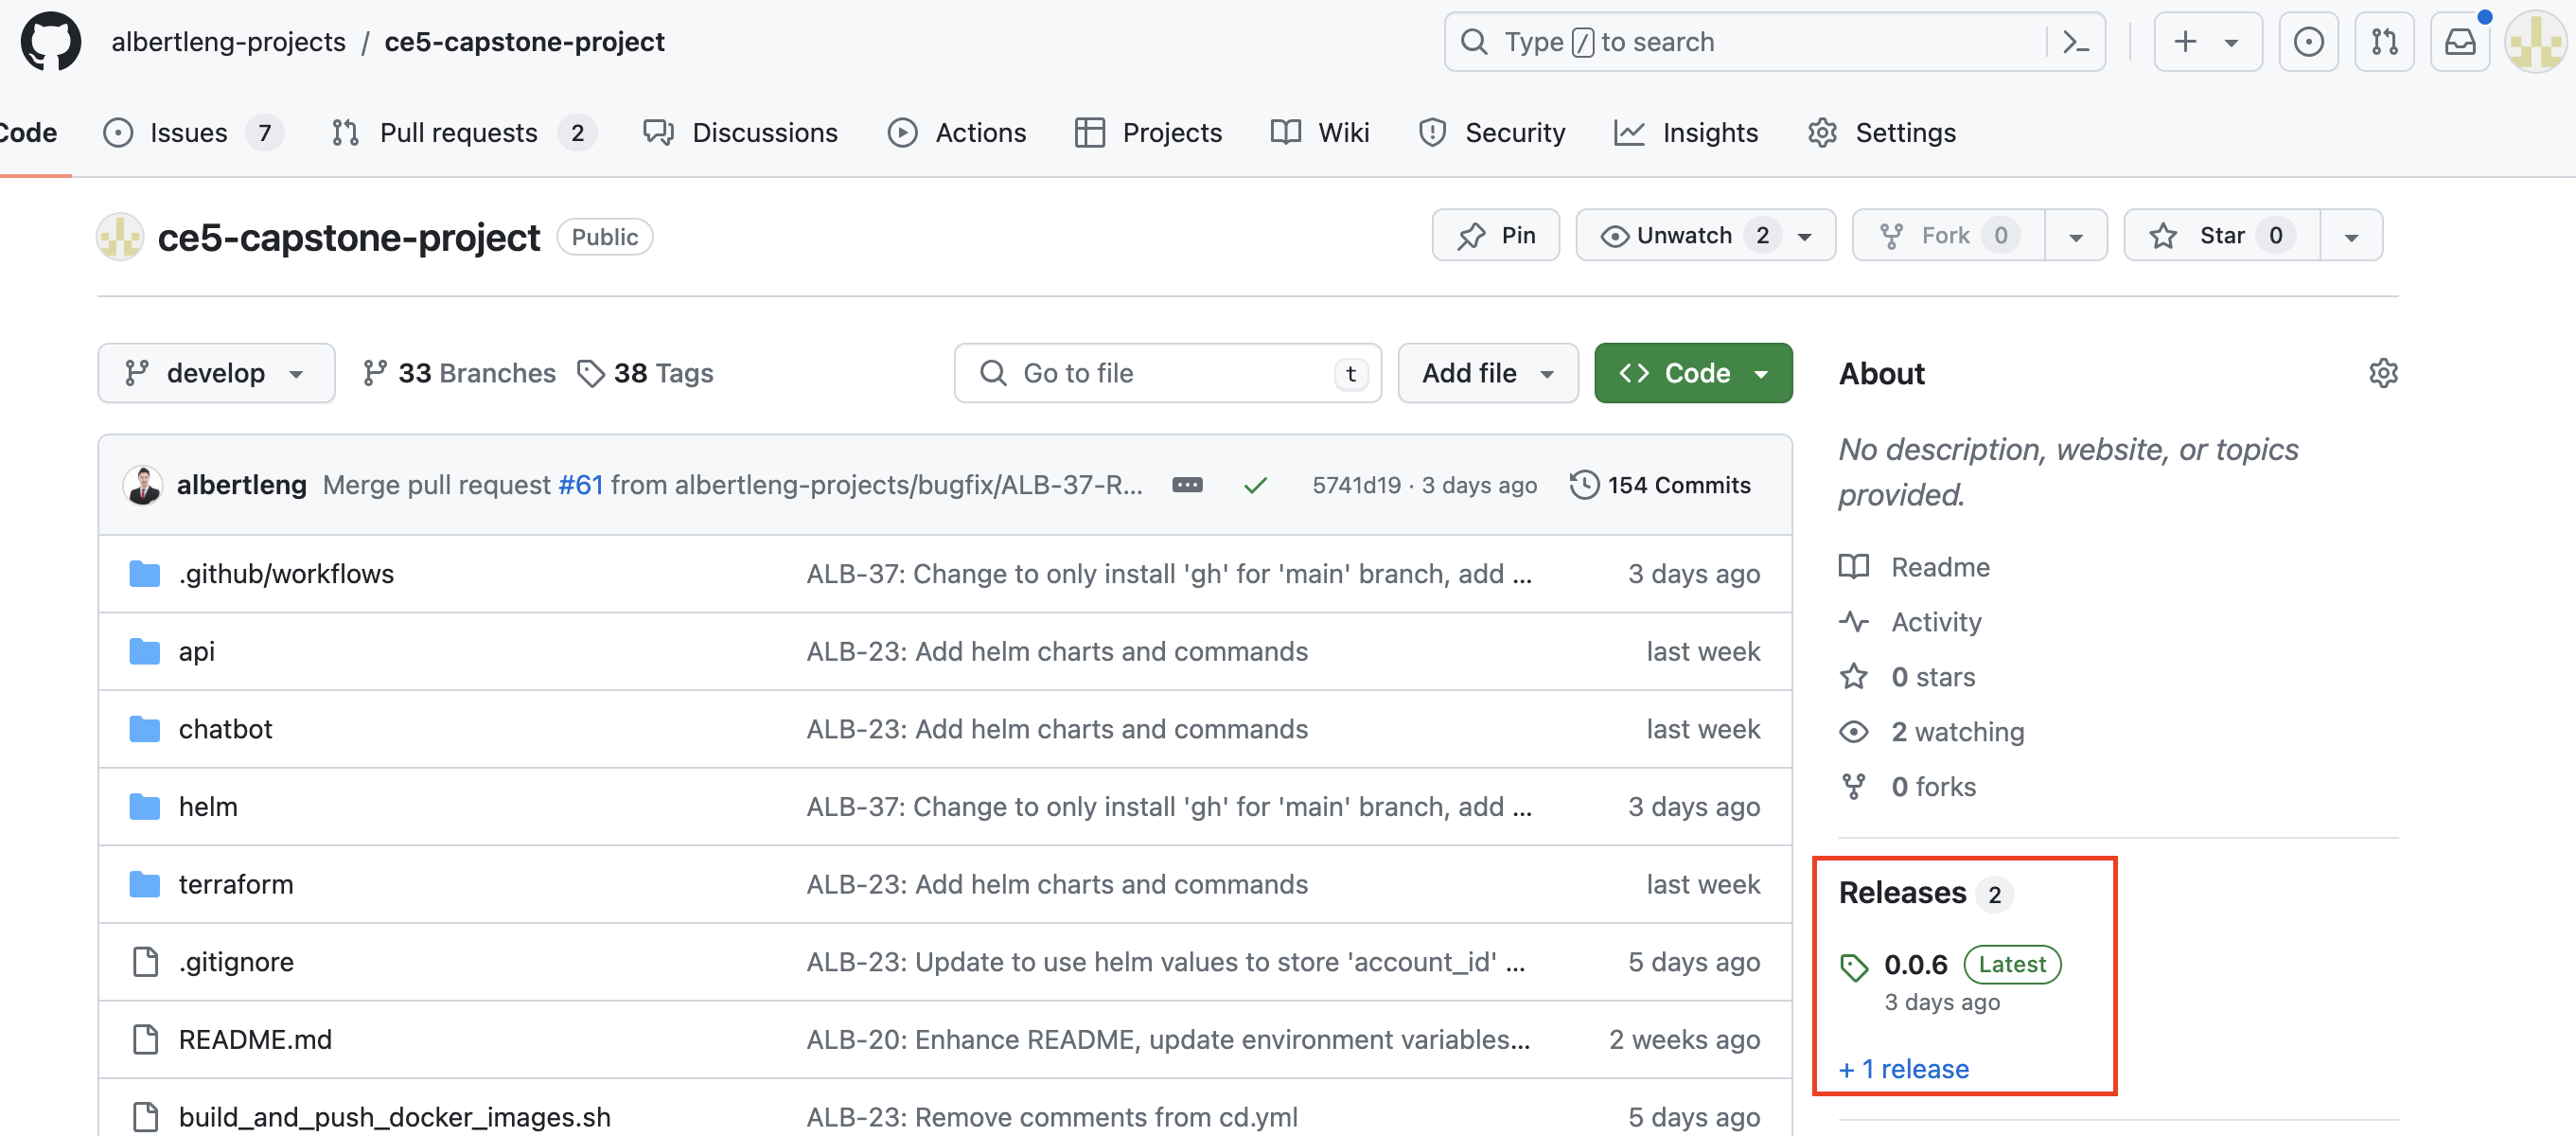 albertleng-projects / ce5-capstone-project
Type / to search
Code
Issues 7
Pull requests 2
Discussions
Actions
Projects
Wiki
Security
Insights
Settings
ce5-capstone-project Public
Pin
Unwatch 2
Fork 0
Star 0
develop
33 Branches
38 Tags
Go to file t
Add file
Code
albertleng Merge pull request #61 from albertleng-projects/bugfix/ALB-37-R... 5741d19 · 3 days ago 154 Commits
.github/workflows ALB-37: Change to only install 'gh' for 'main' branch, add ... 3 days ago
api ALB-23: Add helm charts and commands last week
chatbot ALB-23: Add helm charts and commands last week
helm ALB-37: Change to only install 'gh' for 'main' branch, add ... 3 days ago
terraform ALB-23: Add helm charts and commands last week
.gitignore ALB-23: Update to use helm values to store 'account_id' ... 5 days ago
README.md ALB-20: Enhance README, update environment variables... 2 weeks ago
build_and_push_docker_images.sh ALB-23: Remove comments from cd.yml 5 days ago
About
No description, website, or topics
provided.
Readme
Activity
0 stars
2 watching
0 forks
Releases 2
0.0.6 Latest
3 days ago
+ 1 release